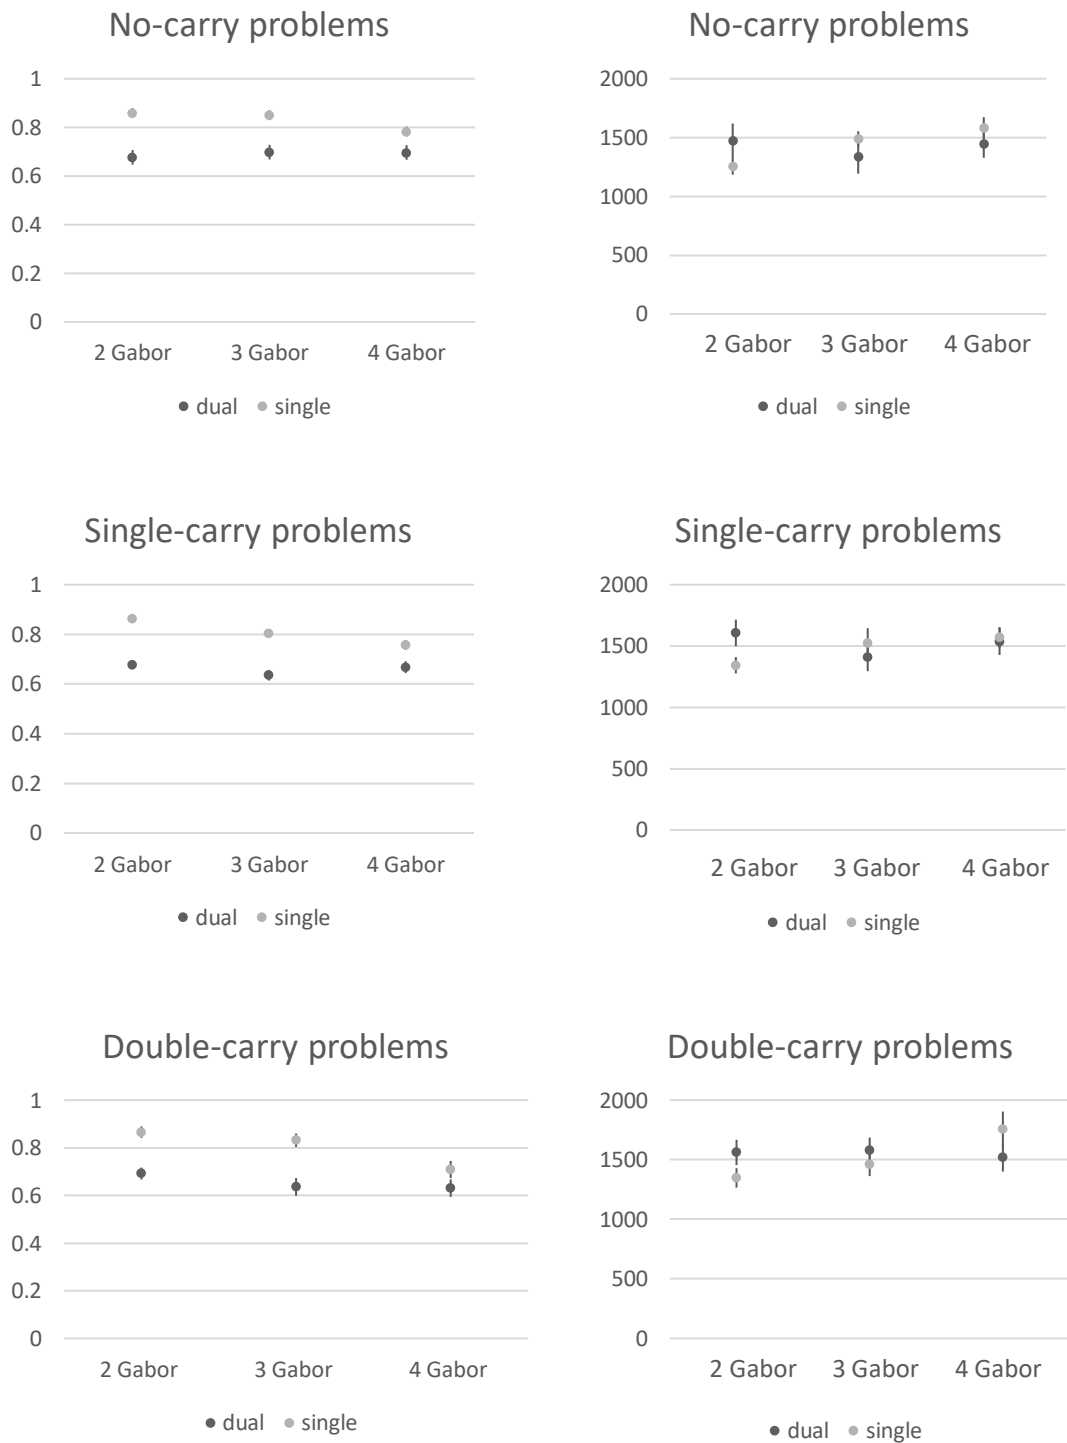 No-carry problems
1
0.8
0.6
0.4
0.2
0
2 Gabor 3 Gabor 4 Gabor
dual single
No-carry problems
2000
1500
1000
500
0
2 Gabor 3 Gabor 4 Gabor
dual single
Single-carry problems
1
0.8
0.6
0.4
0.2
0
2 Gabor 3 Gabor 4 Gabor
dual single
Single-carry problems
2000
1500
1000
500
0
2 Gabor 3 Gabor 4 Gabor
dual single
Double-carry problems
1
0.8
0.6
0.4
0.2
0
2 Gabor 3 Gabor 4 Gabor
dual single
Double-carry problems
2000
1500
1000
500
0
2 Gabor 3 Gabor 4 Gabor
dual single